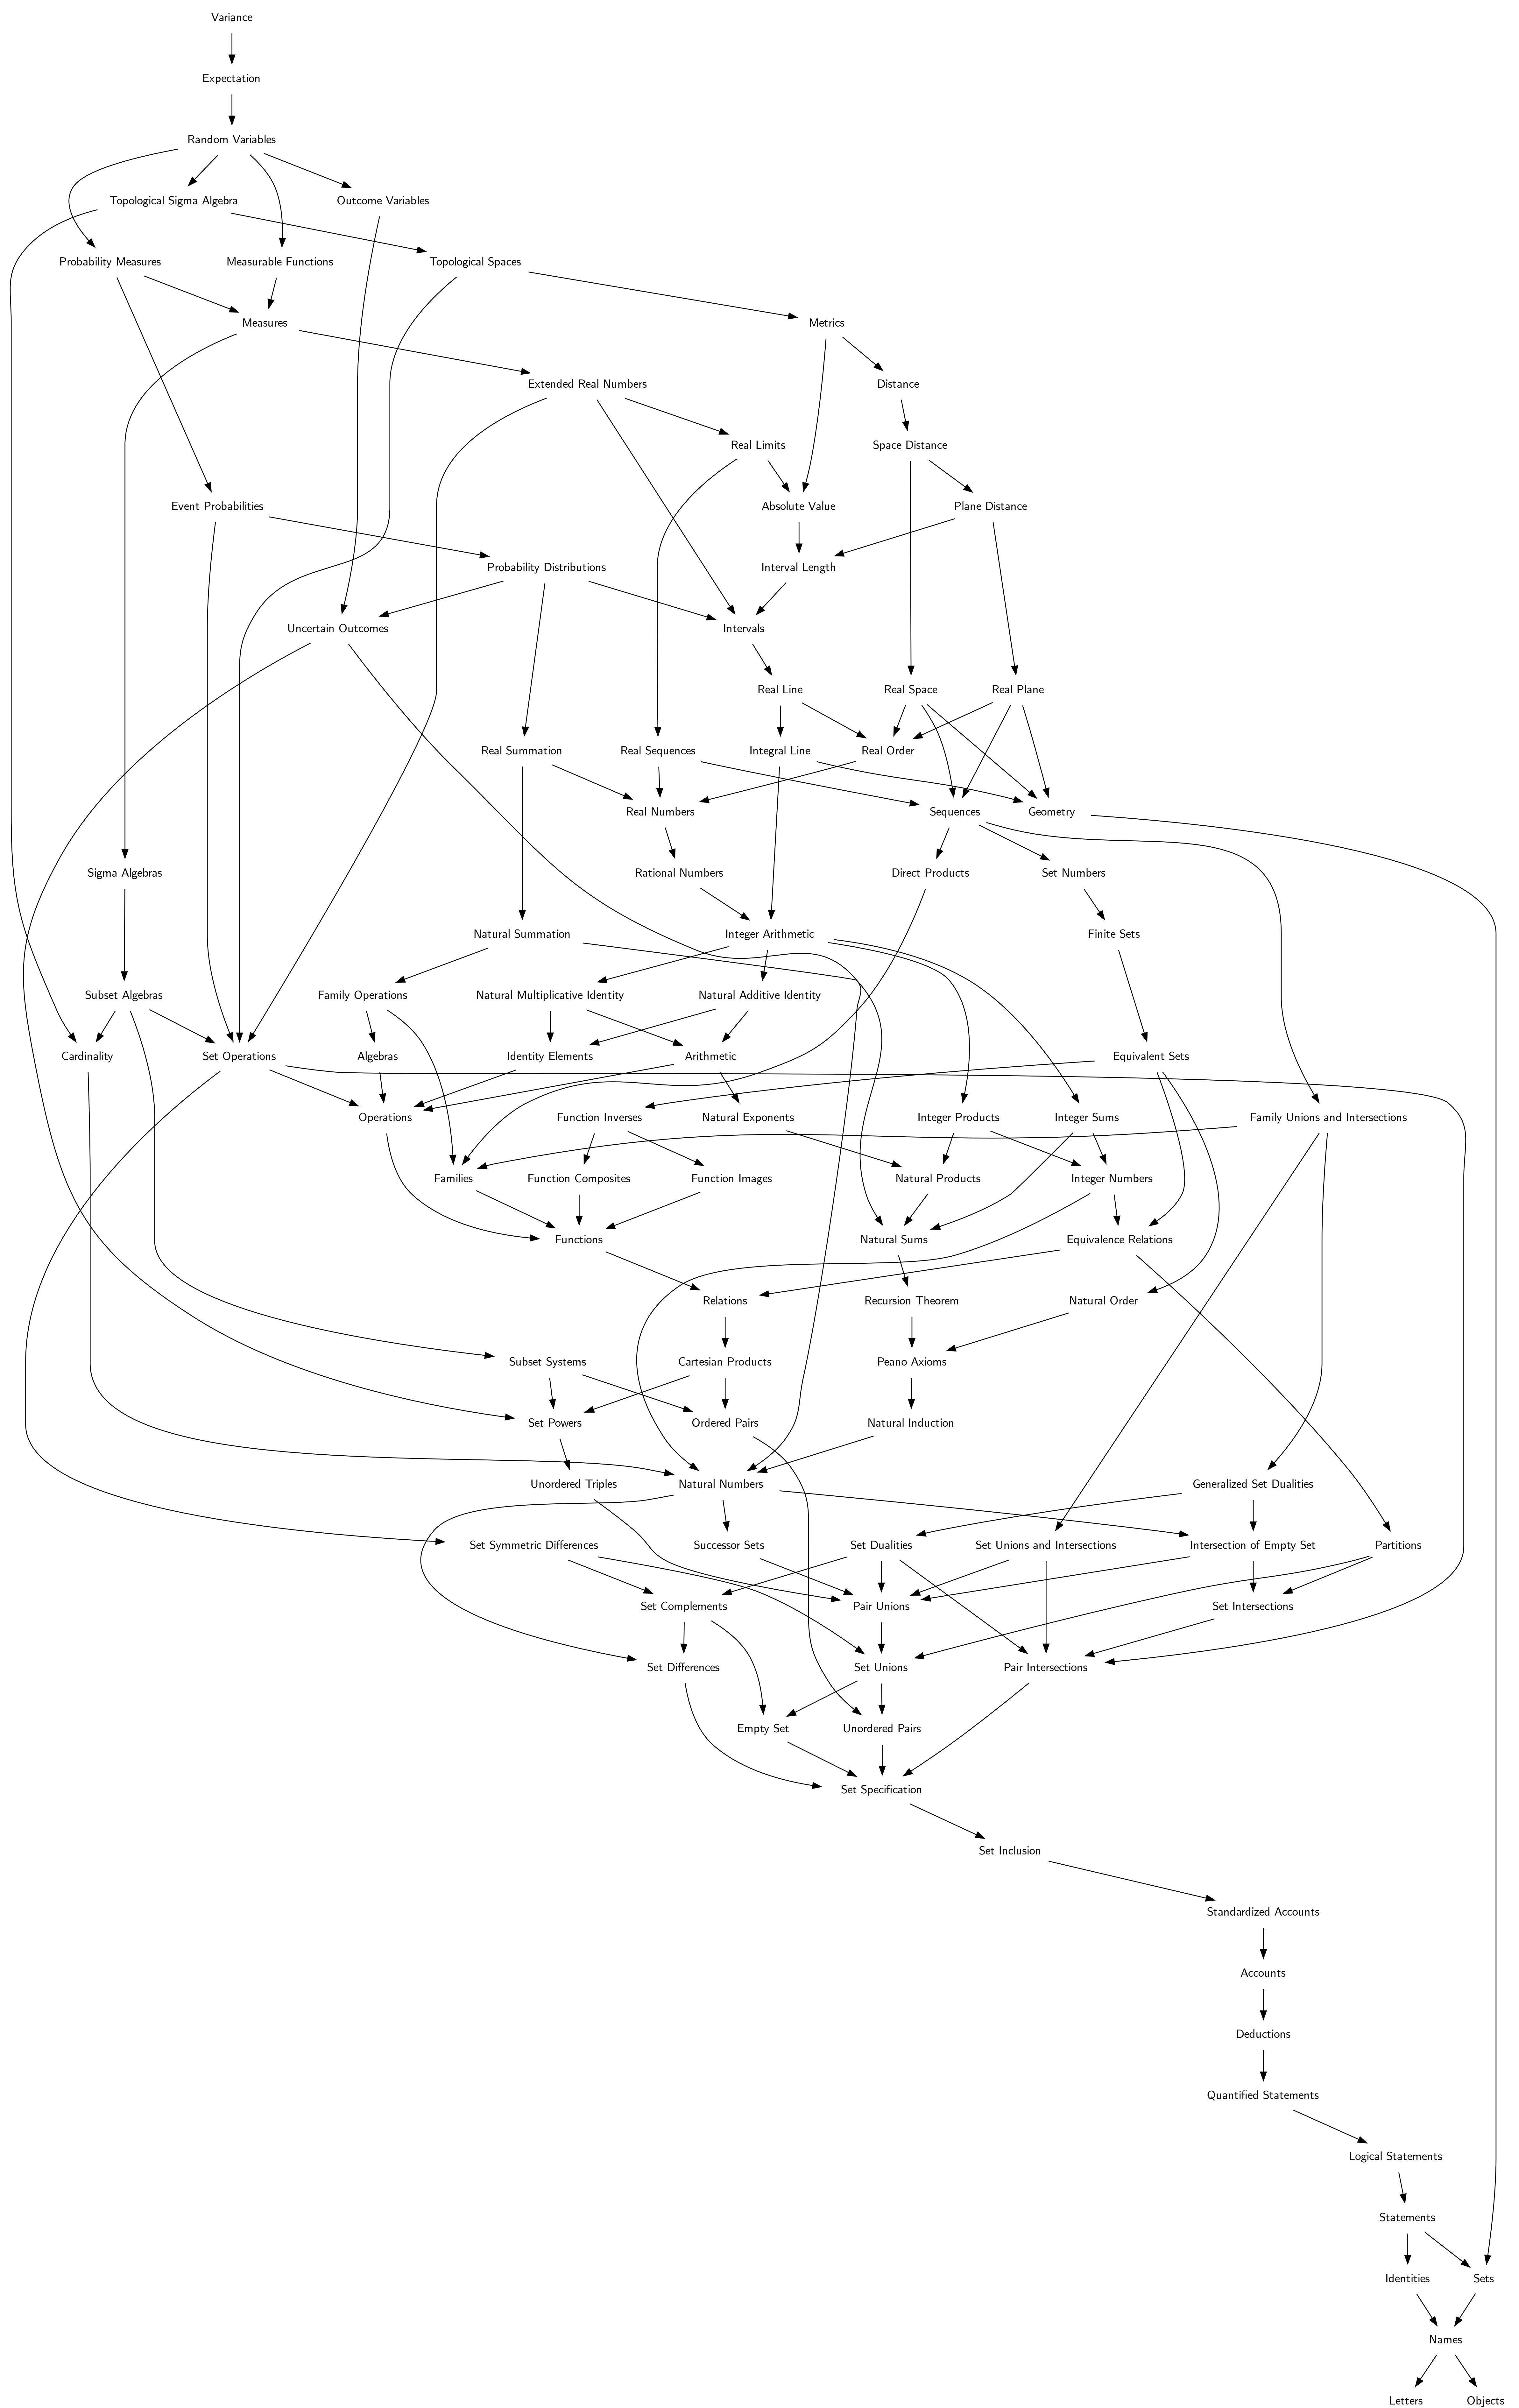 Variance
Expectation
Random Variables
Topological Sigma Algebra
Outcome Variables
Probability Measures
Measurable Functions
Topological Spaces
Measures
Metrics
Extended Real Numbers
Distance
Real Limits
Space Distance
Event Probabilities
Absolute Value
Plane Distance
Probability Distributions
Interval Length
Uncertain Outcomes
Intervals
Real Line
Real Space
Real Plane
Real Summation
Real Sequences
Integral Line
Real Order
Real Numbers
Sequences
Geometry
Sigma Algebras
Rational Numbers
Direct Products
Set Numbers
Natural Summation
Integer Arithmetic
Finite Sets
Subset Algebras
Family Operations
Natural Multiplicative Identity
Natural Additive Identity
Cardinality
Set Operations
Algebras
Identity Elements
Arithmetic
Equivalent Sets
Operations
Function Inverses
Natural Exponents
Integer Products
Integer Sums
Family Unions and Intersections
Families
Function Composites
Function Images
Natural Products
Integer Numbers
Functions
Natural Sums
Equivalence Relations
Relations
Recursion Theorem
Natural Order
Subset Systems
Cartesian Products
Peano Axioms
Set Powers
Ordered Pairs
Natural Induction
Unordered Triples
Natural Numbers
Generalized Set Dualities
Set Symmetric Differences
Successor Sets
Set Dualities
Set Unions and Intersections
Intersection of Empty Set
Partitions
Set Complements
Pair Unions
Set Intersections
Set Differences
Set Unions
Pair Intersections
Empty Set
Unordered Pairs
Set Specification
Set Inclusion
Standardized Accounts
Accounts
Deductions
Quantified Statements
Logical Statements
Statements
Identities
Sets
Names
Letters
Objects